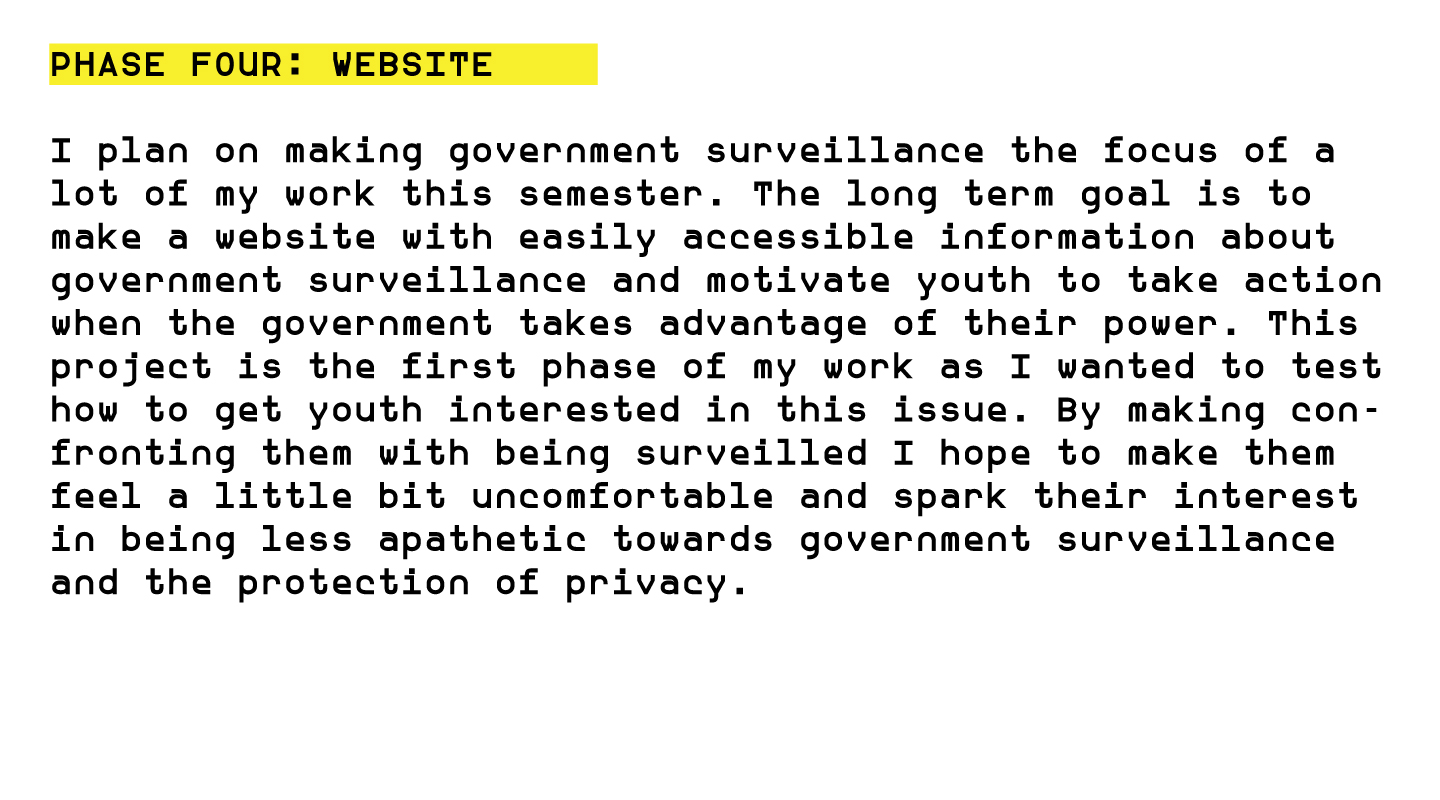 PHASE FOUR: WEBSITE
I plan on making government surveillance the focus of a
lot of my work this semester. The long term goal is to
make a website with easily accessible information about
government surveillance and motivate youth to take action
when the government takes advantage of their power. This
project is the first phase of my work as I wanted to test
how to get youth interested in this issue. By making con-
fronting them with being surveilled I hope to make them
feel a little bit uncomfortable and spark their interest
in being less apathetic towards government surveillance
and the protection of privacy.